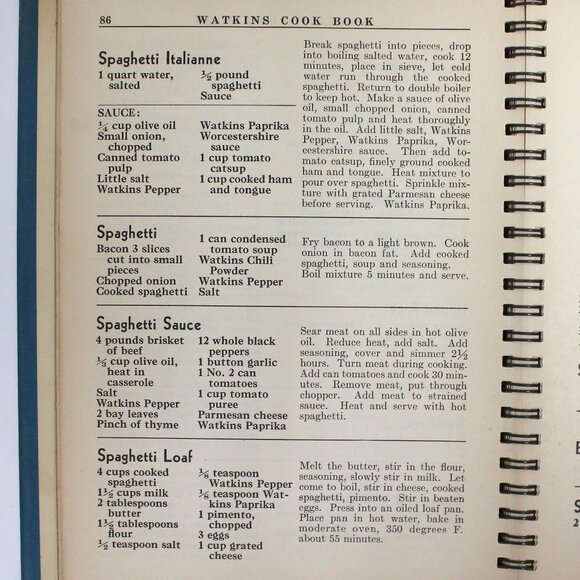 86 WATKINS COOK BOOK
Spaghetti Italianne
1 quart water,
salted
½ pound
spaghetti
Sauce
SAUCE:
¼ cup olive oil
Small onion,
chopped
Canned tomato
pulp
Little salt
Watkins Pepper
Watkins Paprika
Worcestershire
sauce
1 cup tomato
catsup
1 cup cooked ham
and tongue
Break spaghetti into pieces, drop
into boiling salted water, cook 12
minutes, place in sieve, let cold
water run through the cooked
spaghetti. Return to double boiler
to keep hot. Make a sauce of olive
oil, small chopped onion, canned
tomato pulp and heat thoroughly
in the oil. Add little salt, Watkins
Pepper, Watkins Paprika, Wor-
cestershire sauce. Then add to-
mato catsup, finely ground cooked
ham and tongue. Heat mixture to
pour over spaghetti. Sprinkle mix-
ture with grated Parmesan cheese
before serving. Watkins Paprika.
Spaghetti
Bacon 3 slices
cut into small
pieces
Chopped onion
Cooked spaghetti
1 can condensed
tomato soup
Watkins Chili
Powder
Watkins Pepper
Salt
Fry bacon to a light brown. Cook
onion in bacon fat. Add cooked
spaghetti, soup and seasoning.
Boil mixture 5 minutes and serve.
Spaghetti Sauce
4 pounds brisket
of beef
½ cup olive oil,
heat in
casserole
Salt
Watkins Pepper
2 bay leaves
Pinch of thyme
12 whole black
peppers
1 button garlic
1 No. 2 can
tomatoes
1 cup tomato
puree
Parmesan cheese
Watkins Paprika
Sear meat on all sides in hot olive
oil. Reduce heat, add salt. Add
seasoning, cover and simmer 2½
hours. Turn meat during cooking.
Add can tomatoes and cook 30 min-
utes. Remove meat, put through
chopper. Add meat to strained
sauce. Heat and serve with hot
spaghetti.
Spaghetti Loaf
4 cups cooked
spaghetti
1½ cups milk
2 tablespoons
butter
1½ tablespoons
flour
½ teaspoon salt
⅛ teaspoon
Watkins Pepper
⅛ teaspoon Wat-
kins Paprika
1 pimento,
chopped
3 eggs
1 cup grated
cheese
Melt the butter, stir in the flour,
seasoning, slowly stir in milk. Let
come to boil, stir in cheese, cooked
spaghetti, pimento. Stir in beaten
eggs. Press into an oiled loaf pan.
Place pan in hot water, bake in
moderate oven, 350 degrees F.
about 55 minutes.